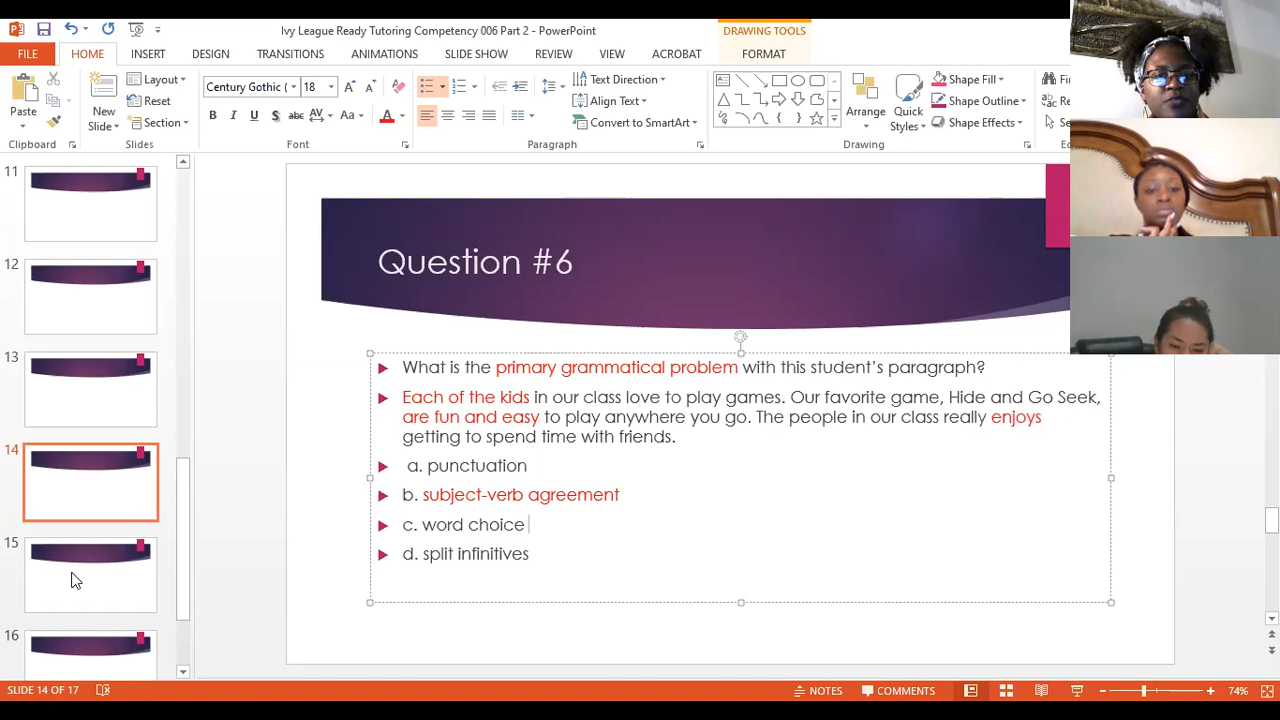 Ivy League Ready Tutoring Competency 006 Part 2 - PowerPoint
DRAWING TOOLS
FILE
HOME
INSERT
DESIGN
TRANSITIONS
ANIMATIONS
SLIDE SHOW
REVIEW
VIEW
ACROBAT
FORMAT
Paste
Clipboard
New
Slide
Layout
Reset
Section
Slides
Century Gothic (
18
B I U S abc AV Aa A
Font
Text Direction
Align Text
Convert to SmartArt
Paragraph
Arrange
Quick
Styles
Shape Fill
Shape Outline
Shape Effects
Drawing
Fin
Re
Se
E
11
12
13
14
15
16
Question #6
What is the primary grammatical problem with this student's paragraph?
Each of the kids in our class love to play games. Our favorite game, Hide and Go Seek,
are fun and easy to play anywhere you go. The people in our class really enjoys
getting to spend time with friends.
a. punctuation
b. subject-verb agreement
c. word choice
d. split infinitives
SLIDE 14 OF 17
NOTES
COMMENTS
74%